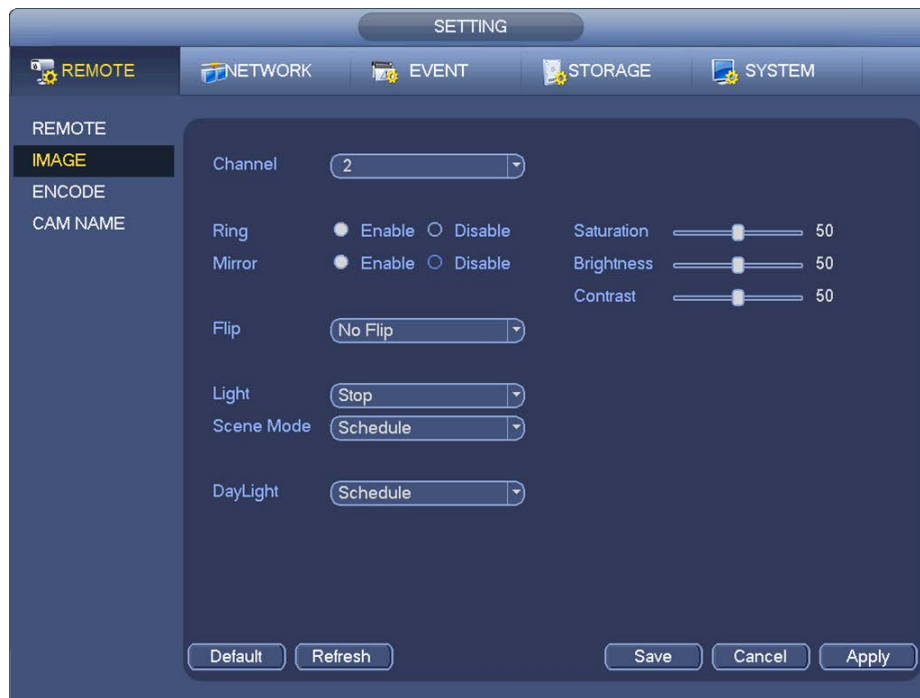 SETTING
REMOTE NETWORK EVENT STORAGE SYSTEM
REMOTE
IMAGE
ENCODE
CAM NAME
Channel 2
Ring Enable Disable Saturation 50
Mirror Enable Disable Brightness 50
Contrast 50
Flip No Flip
Light Stop
Scene Mode Schedule
DayLight Schedule
Default Refresh Save Cancel Apply